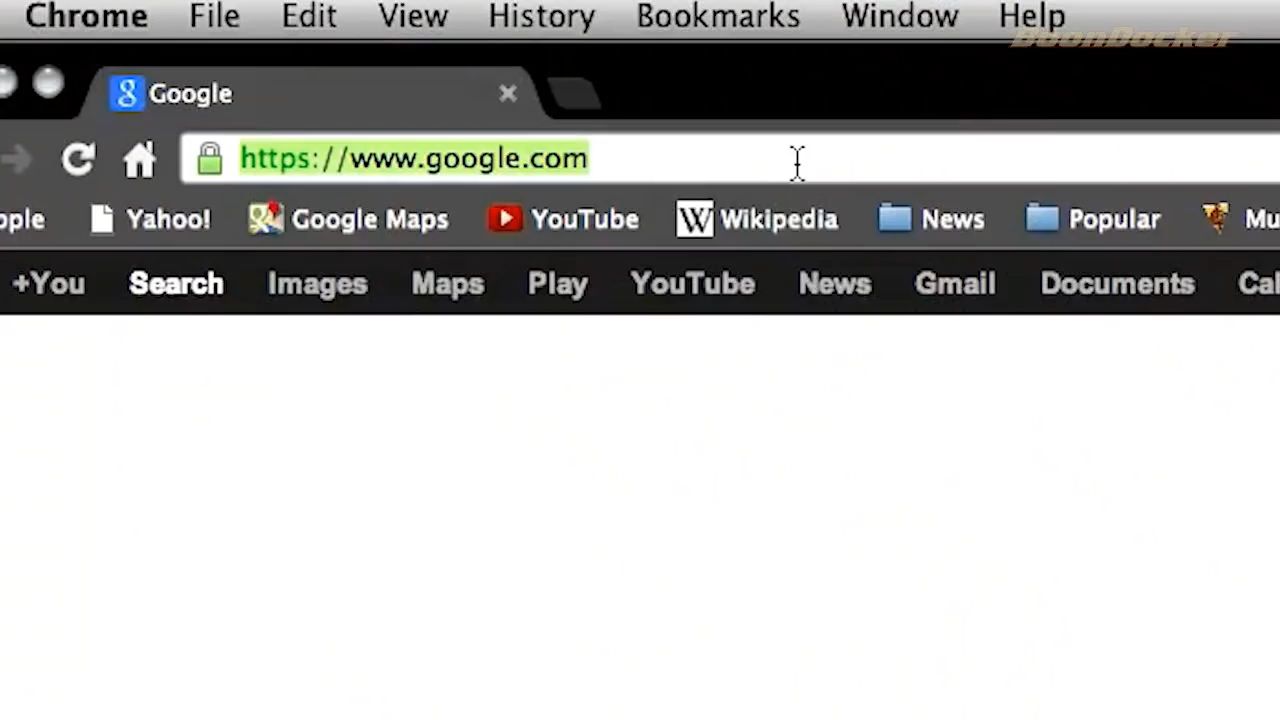 Chrome File Edit View History Bookmarks Window Help
BoonDocker
Google
https://www.google.com
Yahoo! Google Maps YouTube Wikipedia News Popular
+You Search Images Maps Play YouTube News Gmail Documents